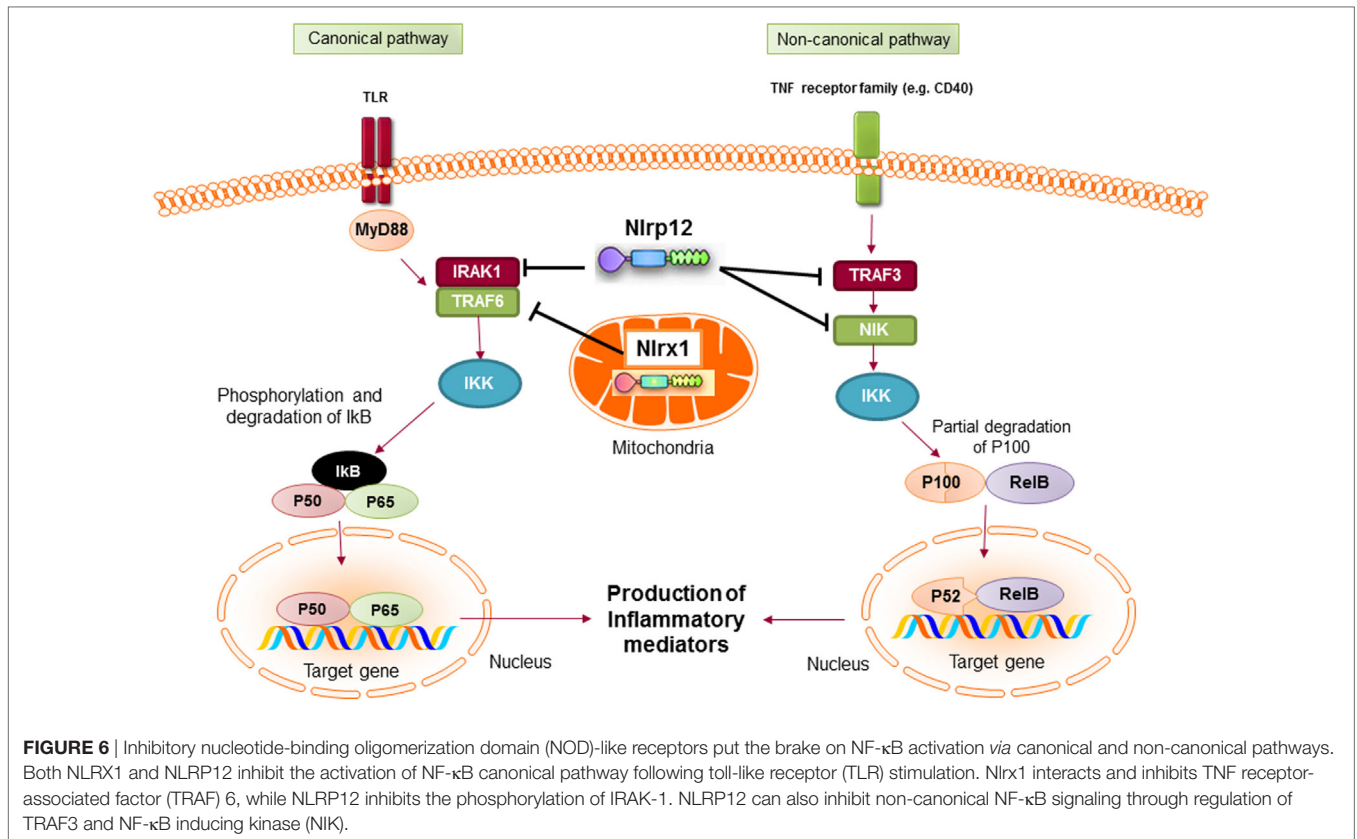 Canonical pathway
Non-canonical pathway
TLR
TNF receptor family (e.g. CD40)
MyD88
Nlrp12
IRAK1
TRAF6
TRAF3
NIK
Nlrx1
IKK
IKK
Phosphorylation and
degradation of IkB
Mitochondria
Partial degradation
of P100
IkB
P50
P65
P100
RelB
P50
P65
Target gene
Nucleus
Production of
Inflammatory
mediators
P52
RelB
Target gene
Nucleus
FIGURE 6 | Inhibitory nucleotide-binding oligomerization domain (NOD)-like receptors put the brake on NF-κB activation via canonical and non-canonical pathways.
Both NLRX1 and NLRP12 inhibit the activation of NF-κB canonical pathway following toll-like receptor (TLR) stimulation. Nlrx1 interacts and inhibits TNF receptor-
associated factor (TRAF) 6, while NLRP12 inhibits the phosphorylation of IRAK-1. NLRP12 can also inhibit non-canonical NF-κB signaling through regulation of
TRAF3 and NF-κB inducing kinase (NIK).